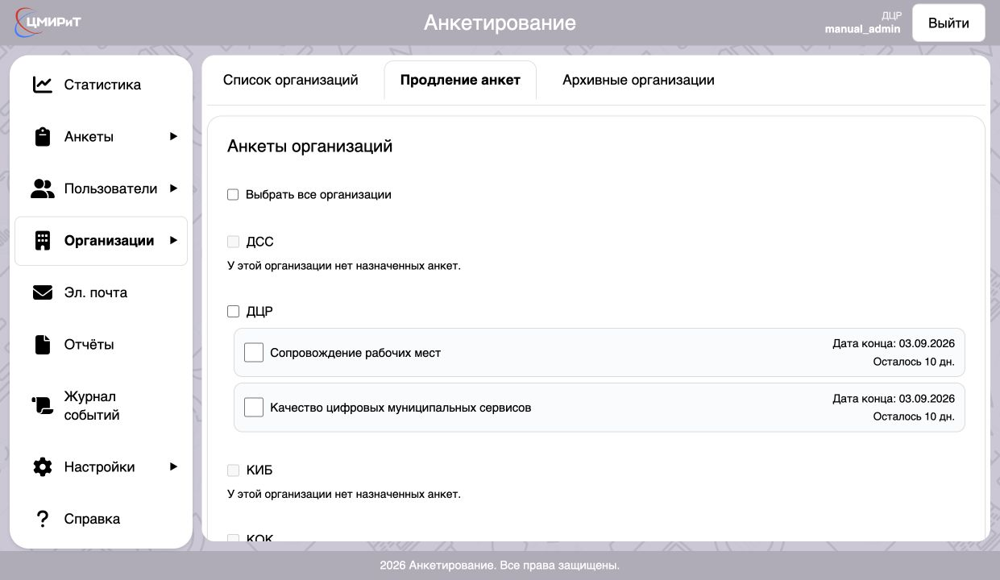 ЦМИРиТ
Анкетирование
ДЦР
manual_admin
Выйти
Статистика
Анкеты
Пользователи
Организации
Эл. почта
Отчёты
Журнал
событий
Настройки
Справка
Список организаций
Продление анкет
Архивные организации
Анкеты организаций
Выбрать все организации
ДСС
У этой организации нет назначенных анкет.
ДЦР
Сопровождение рабочих мест
Дата конца: 03.09.2026
Осталось 10 дн.
Качество цифровых муниципальных сервисов
Дата конца: 03.09.2026
Осталось 10 дн.
КИБ
У этой организации нет назначенных анкет.
КОК
2026 Анкетирование. Все права защищены.